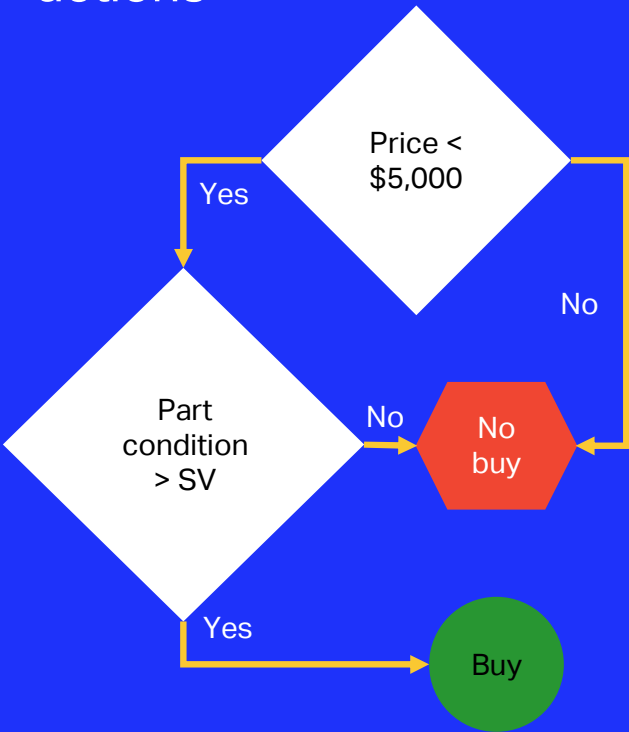 Price <
$5,000
Yes
No
Part
condition
> SV
No
No
buy
Yes
Buy